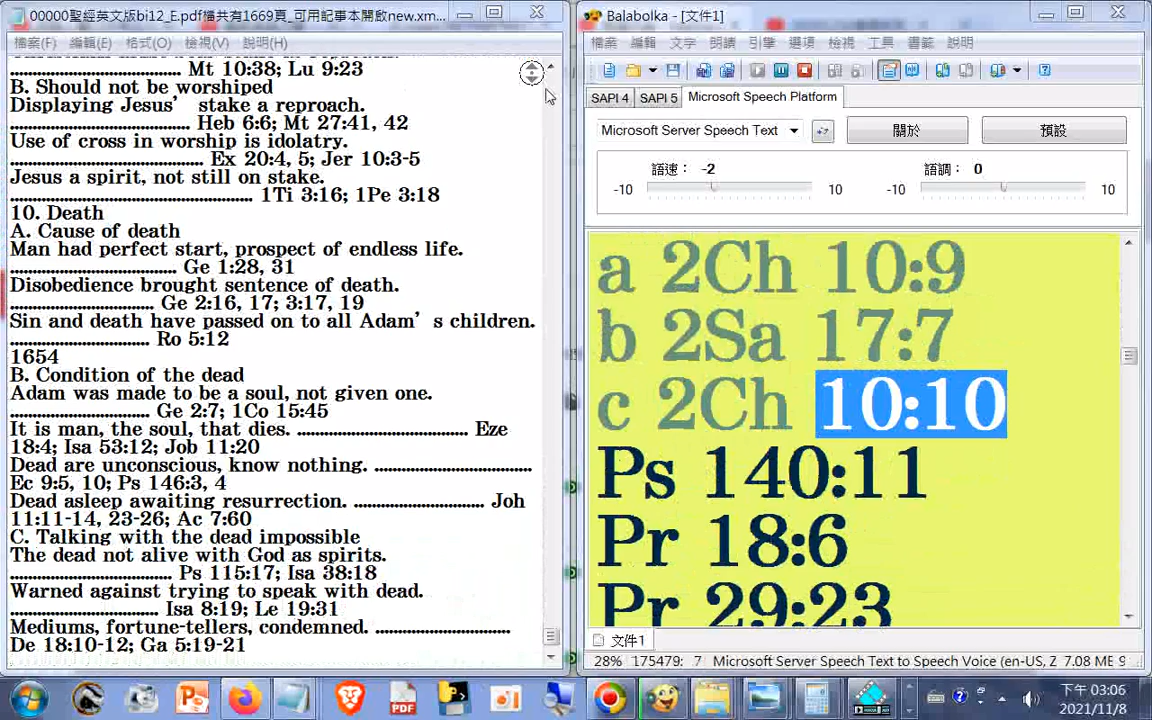 00000聖經英文版bi12_E.pdf檔共有1669頁_可用記事本開啟new.xm...
檔案(F) 編輯(E) 格式(O) 檢視(V) 說明(H)
Mt 10:38; Lu 9:23
B. Should not be worshiped
Displaying Jesus’ stake a reproach.
Heb 6:6; Mt 27:41, 42
Use of cross in worship is idolatry.
Ex 20:4, 5; Jer 10:3-5
Jesus a spirit, not still on stake.
1Ti 3:16; 1Pe 3:18
10. Death
A. Cause of death
Man had perfect start, prospect of endless life.
Ge 1:28, 31
Disobedience brought sentence of death.
Ge 2:16, 17; 3:17, 19
Sin and death have passed on to all Adam’s children.
Ro 5:12
1654
B. Condition of the dead
Adam was made to be a soul, not given one.
Ge 2:7; 1Co 15:45
It is man, the soul, that dies. Eze
18:4; Isa 53:12; Job 11:20
Dead are unconscious, know nothing.
Ec 9:5, 10; Ps 146:3, 4
Dead asleep awaiting resurrection. Joh
11:11-14, 23-26; Ac 7:60
C. Talking with the dead impossible
The dead not alive with God as spirits.
Ps 115:17; Isa 38:18
Warned against trying to speak with dead.
Isa 8:19; Le 19:31
Mediums, fortune-tellers, condemned.
De 18:10-12; Ga 5:19-21
Balabolka - [文件1]
檔案 編輯 文字 朗讀 引擎 選項 檢視 工具 書籤 說明
SAPI 4 SAPI 5 Microsoft Speech Platform
Microsoft Server Speech Text 關於 預設
語速： -2 語調： 0
-10 10 -10 10
a 2Ch 10:9
b 2Sa 17:7
c 2Ch 10:10
Ps 140:11
Pr 18:6
Pr 29:23
文件1
28% 175479: 7 Microsoft Server Speech Text to Speech Voice (en-US, Z 7.08 MB 9
PDF
下午 03:06
2021/11/8